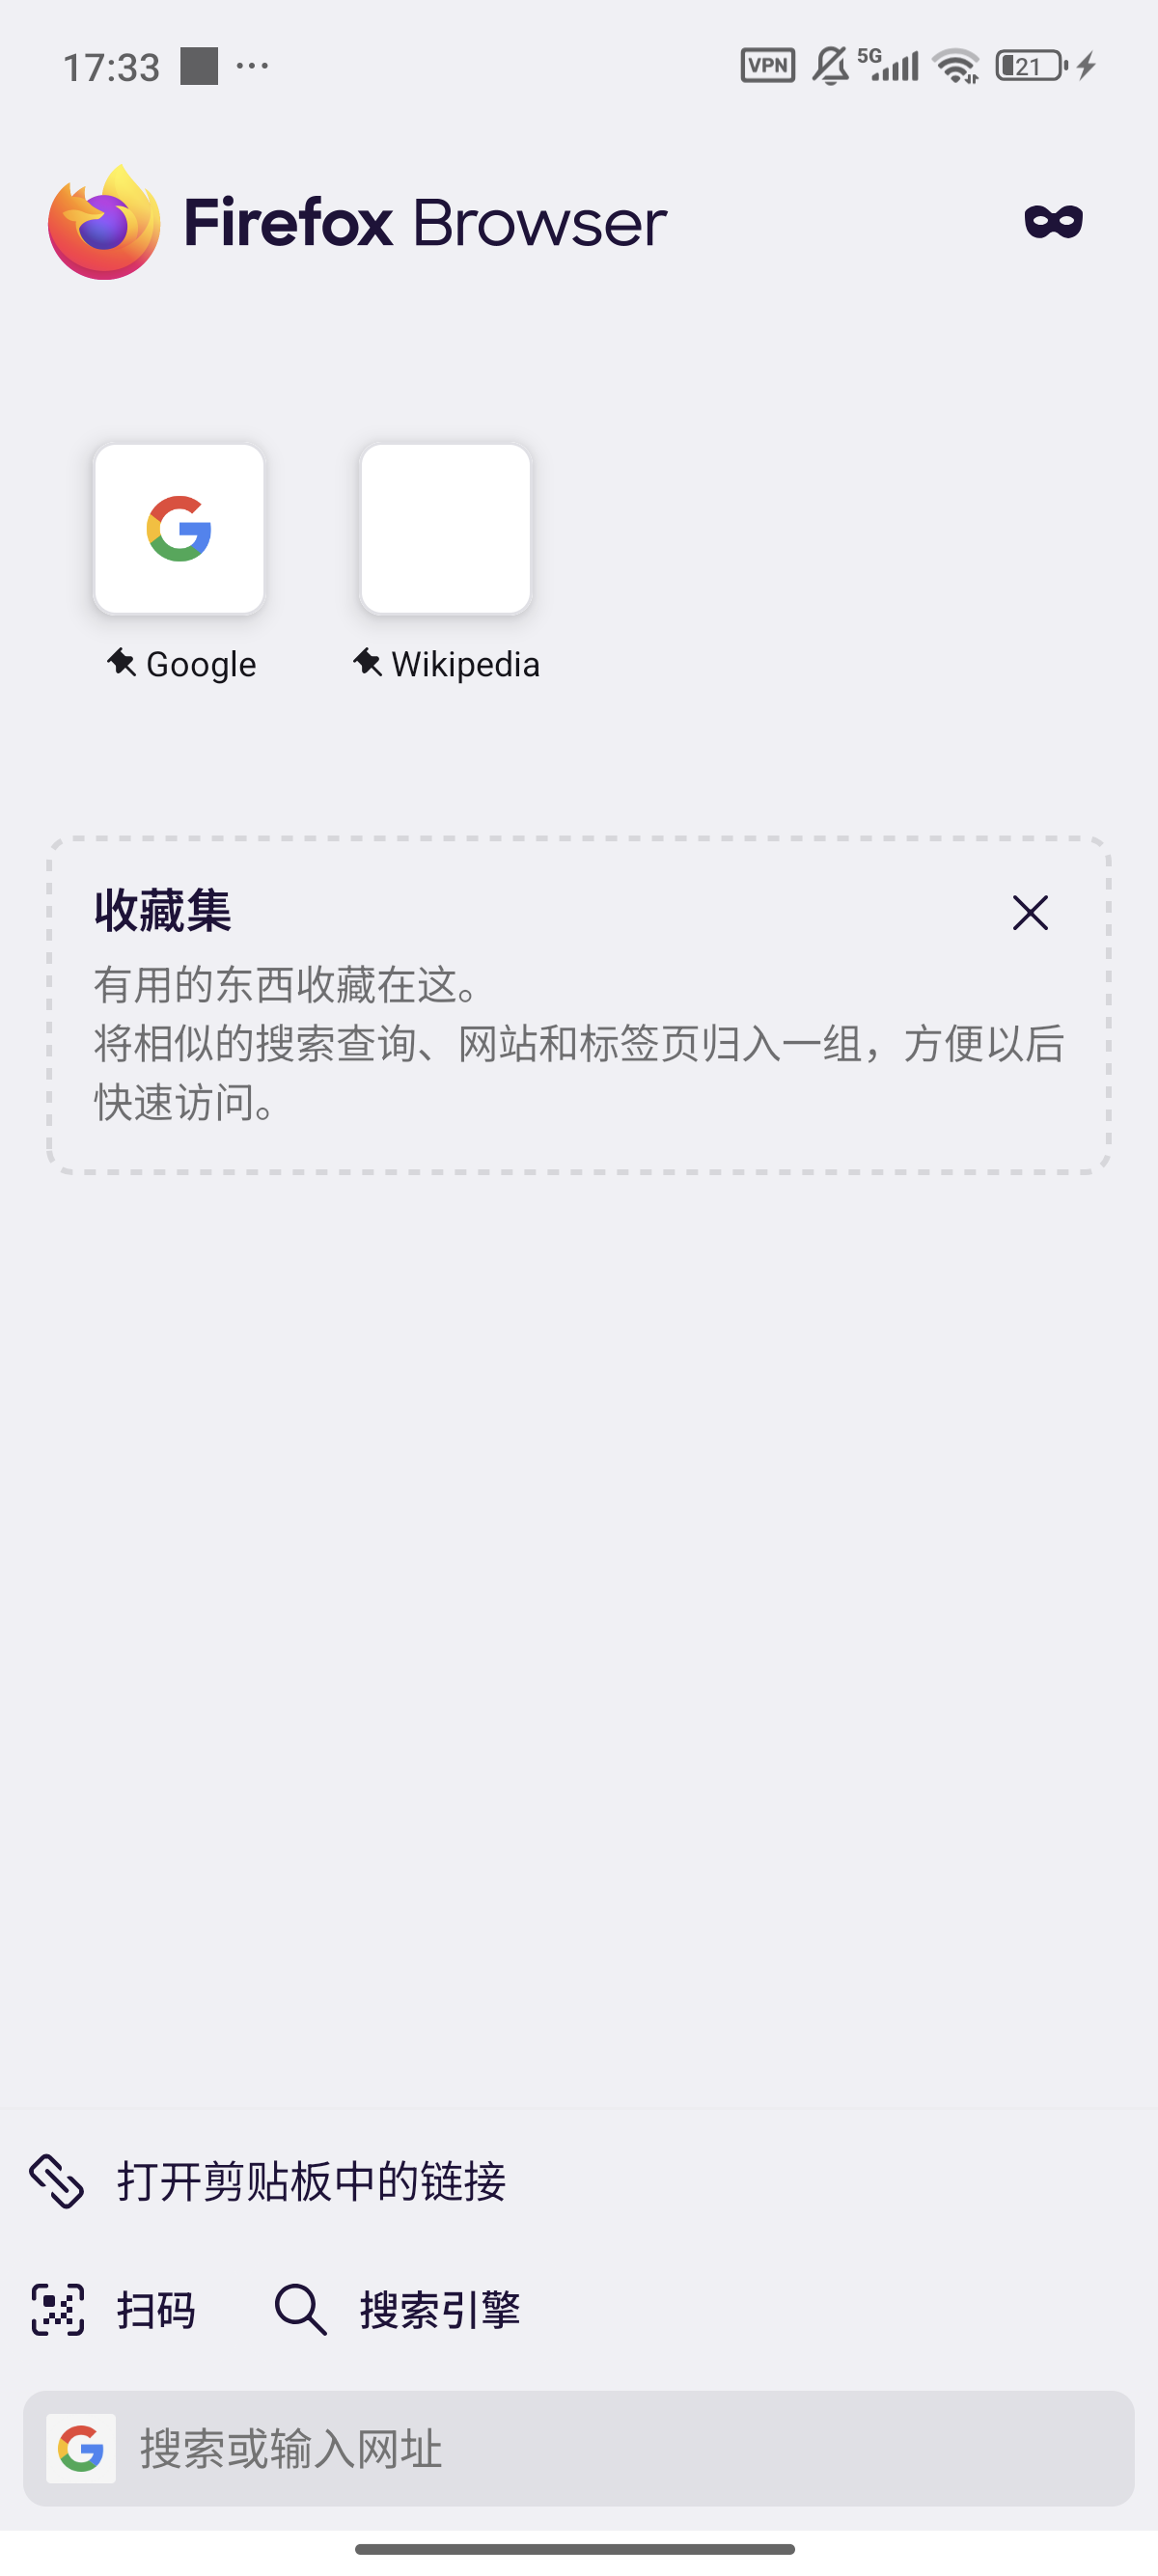 17:33
VPN
5G
21
Firefox Browser
Google
Wikipedia
收藏集
有用的东西收藏在这。
将相似的搜索查询、网站和标签页归入一组，方便以后
快速访问。
打开剪贴板中的链接
扫码
搜索引擎
搜索或输入网址